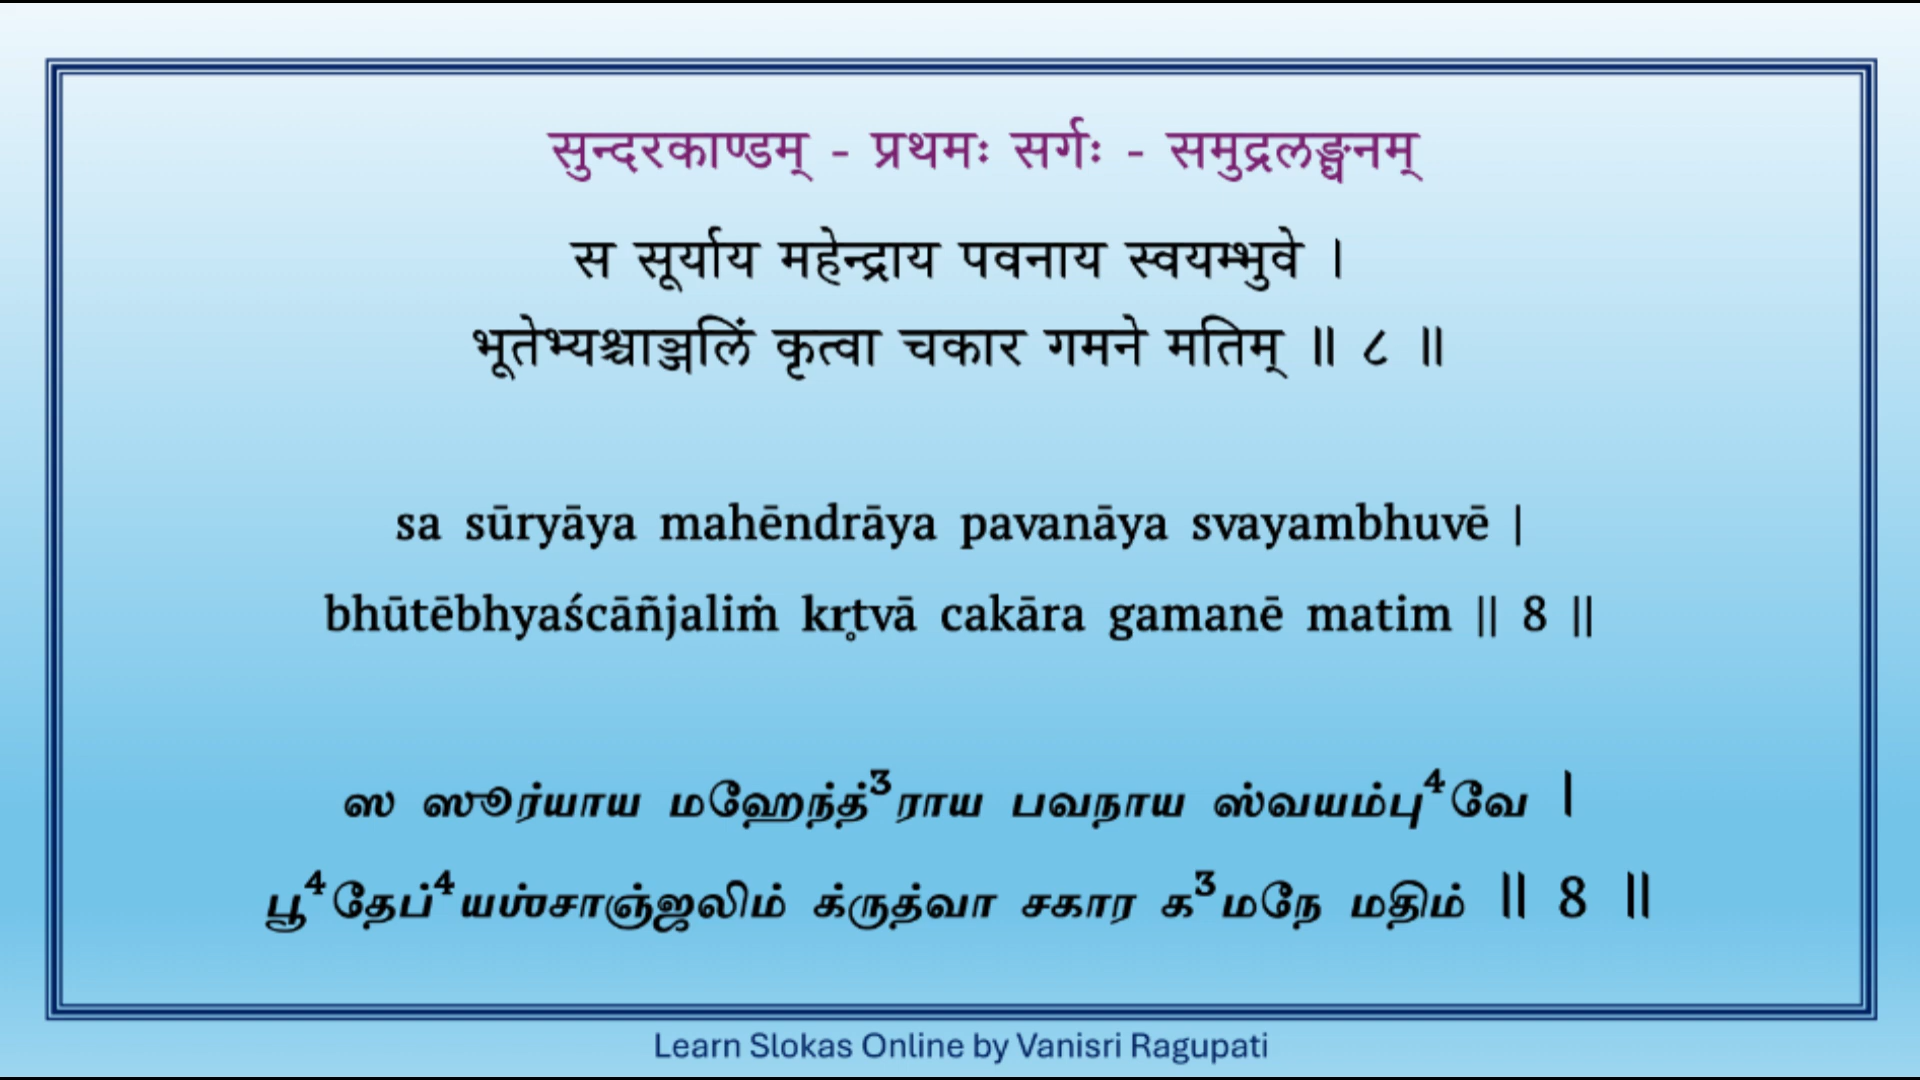 सुन्दरकाण्डम् - प्रथमः सर्गः - समुद्रलङ्घनम्
स सूर्याय महेन्द्राय पवनाय स्वयम्भुवे ।
भूतेभ्यश्चाञ्जलिं कृत्वा चकार गमने मतिम् ॥ ८ ॥
sa sūryāya mahēndrāya pavanāya svayambhuvē |
bhūtēbhyaścāñjaliṁ kr̥tvā cakāra gamanē matim || 8 ||
ஸ ஸூர்யாய மஹேந்த்³ராய பவநாய ஸ்வயம்பு⁴வே ।
பூ⁴தேப்⁴யஶ்சாஞ்ஜலிம் க்ருத்வா சகார க³மநே மதிம் ॥ 8 ॥
Learn Slokas Online by Vanisri Ragupati